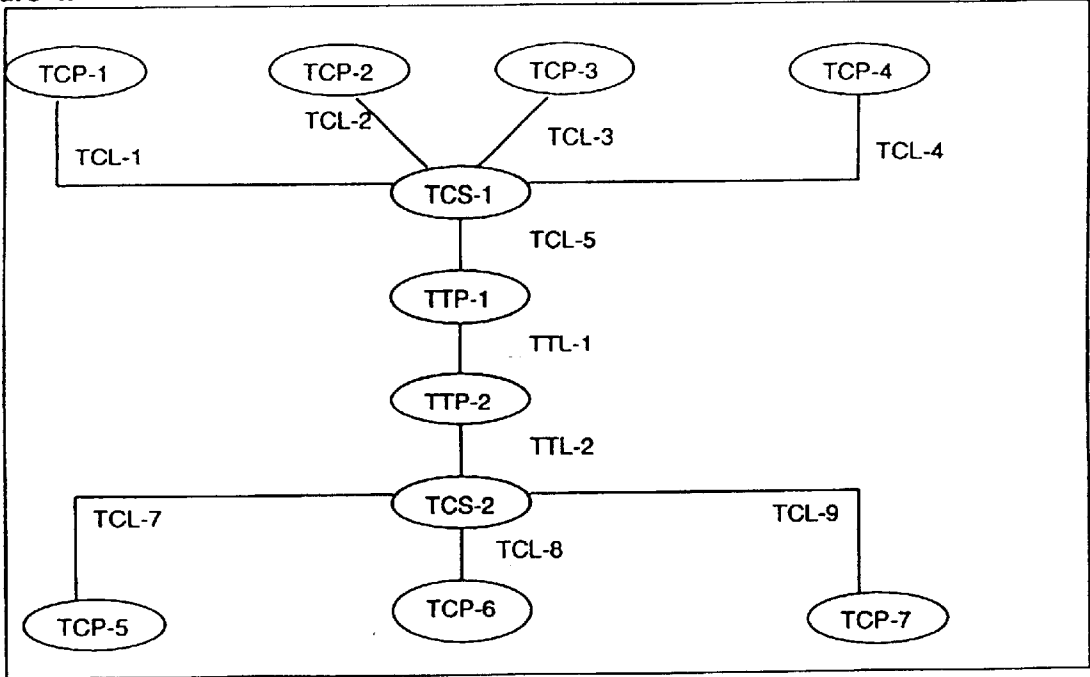 TCP-1
TCP-2
TCP-3
TCP-4
TCL-1
TCL-2
TCL-3
TCL-4
TCS-1
TCL-5
TTP-1
TTL-1
TTP-2
TTL-2
TCS-2
TCL-7
TCL-8
TCL-9
TCP-5
TCP-6
TCP-7